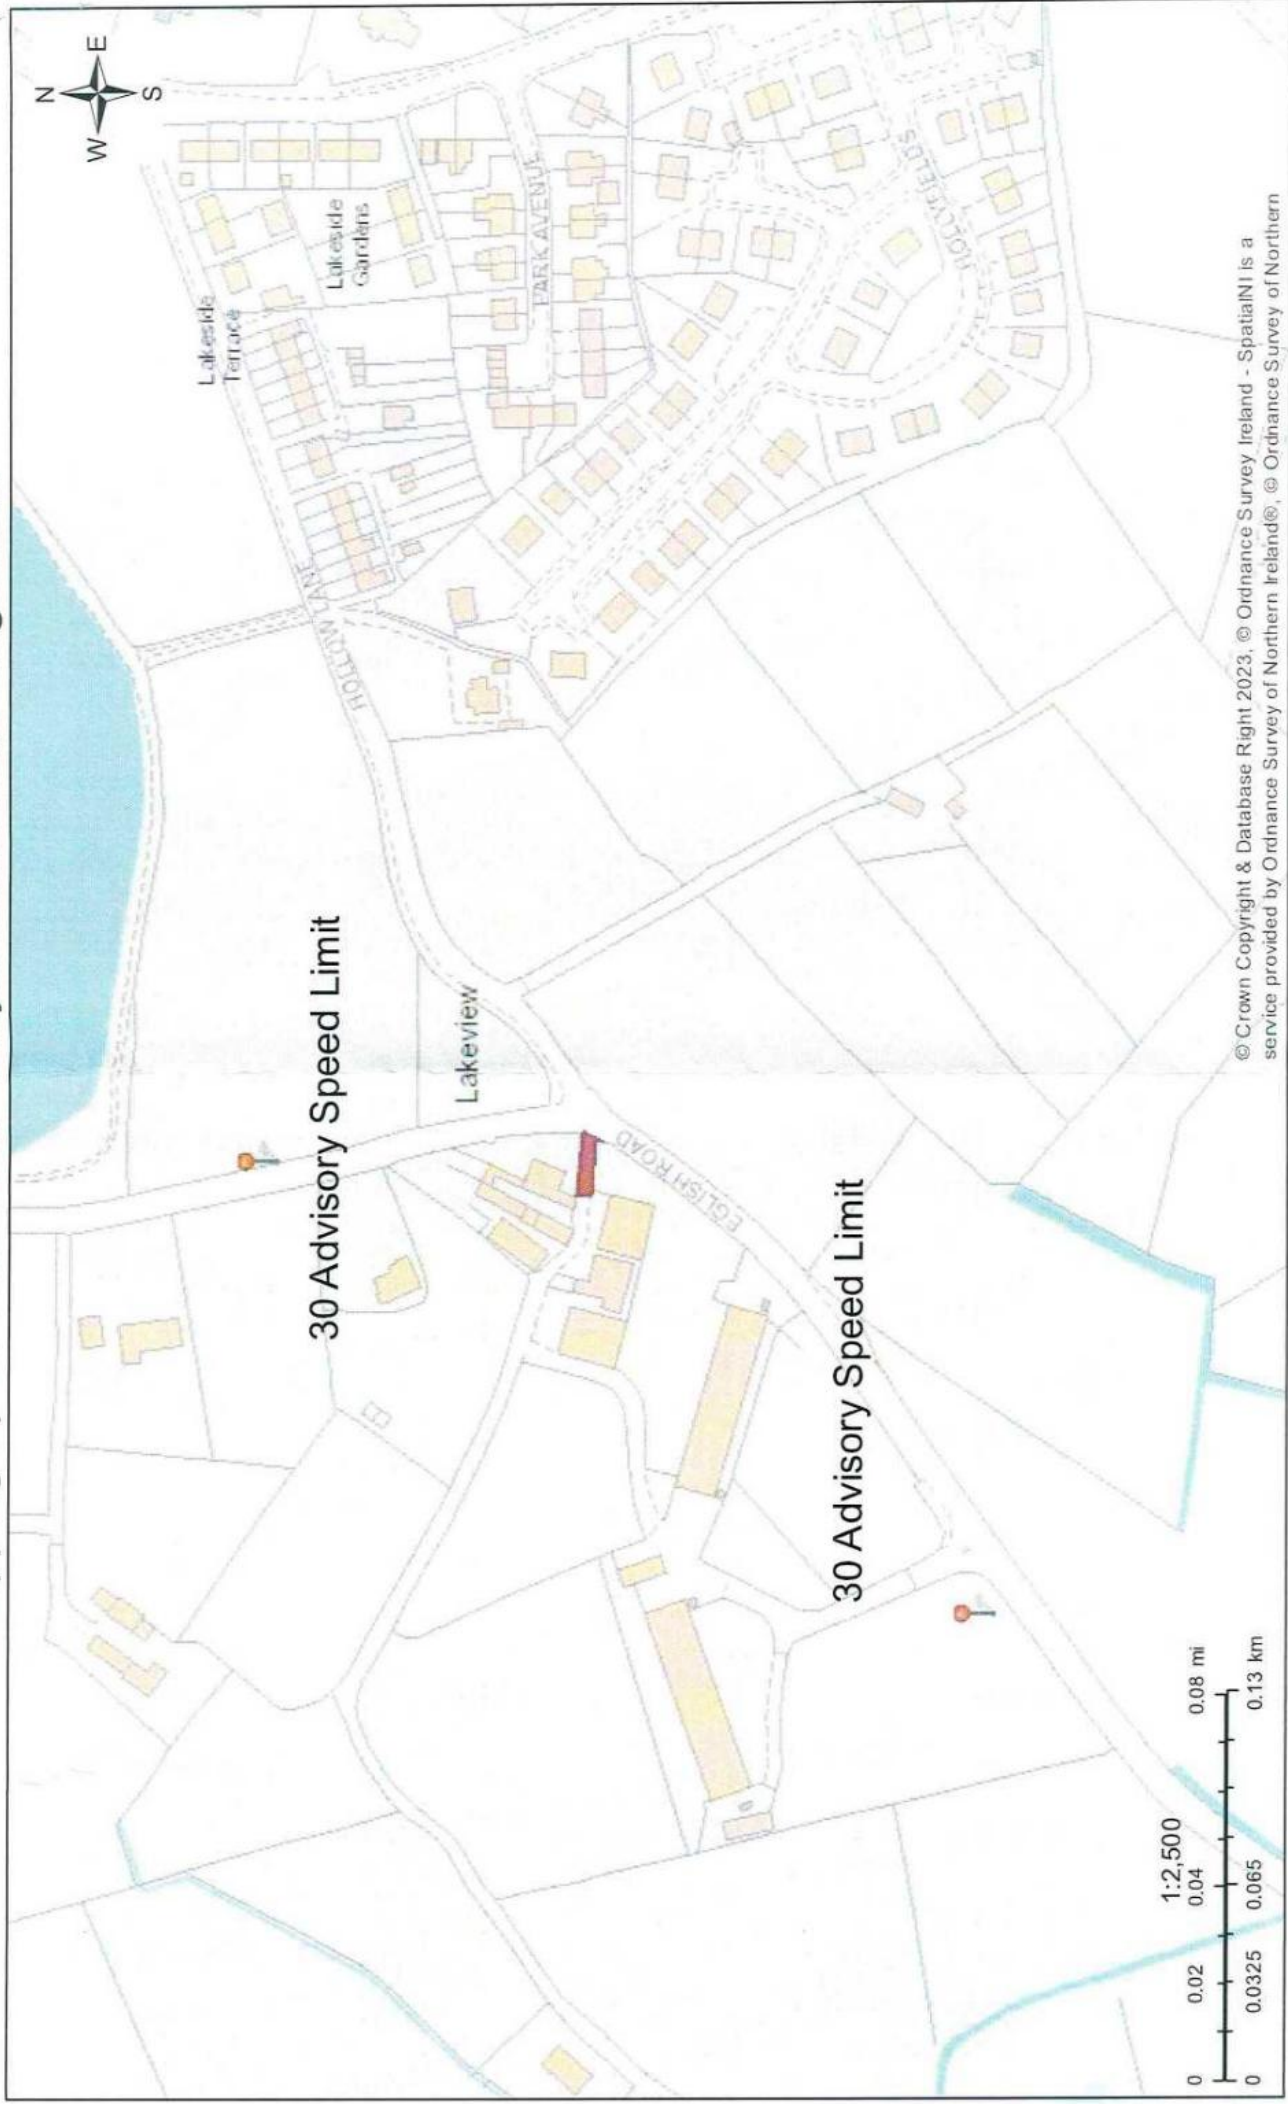 N
W E
S
Lakeside
Terrace
Lakeside
Gardens
PARK AVENUE
HOLLYFIELDS
HOLLOW LANE
30 Advisory Speed Limit
Lakeview
EGLISH ROAD
30 Advisory Speed Limit
1:2,500
0 0.02 0.04 0.08 mi
0 0.0325 0.065 0.13 km
© Crown Copyright & Database Right 2023, © Ordnance Survey Ireland - SpatialNI is a
service provided by Ordnance Survey of Northern Ireland®, © Ordnance Survey of Northern